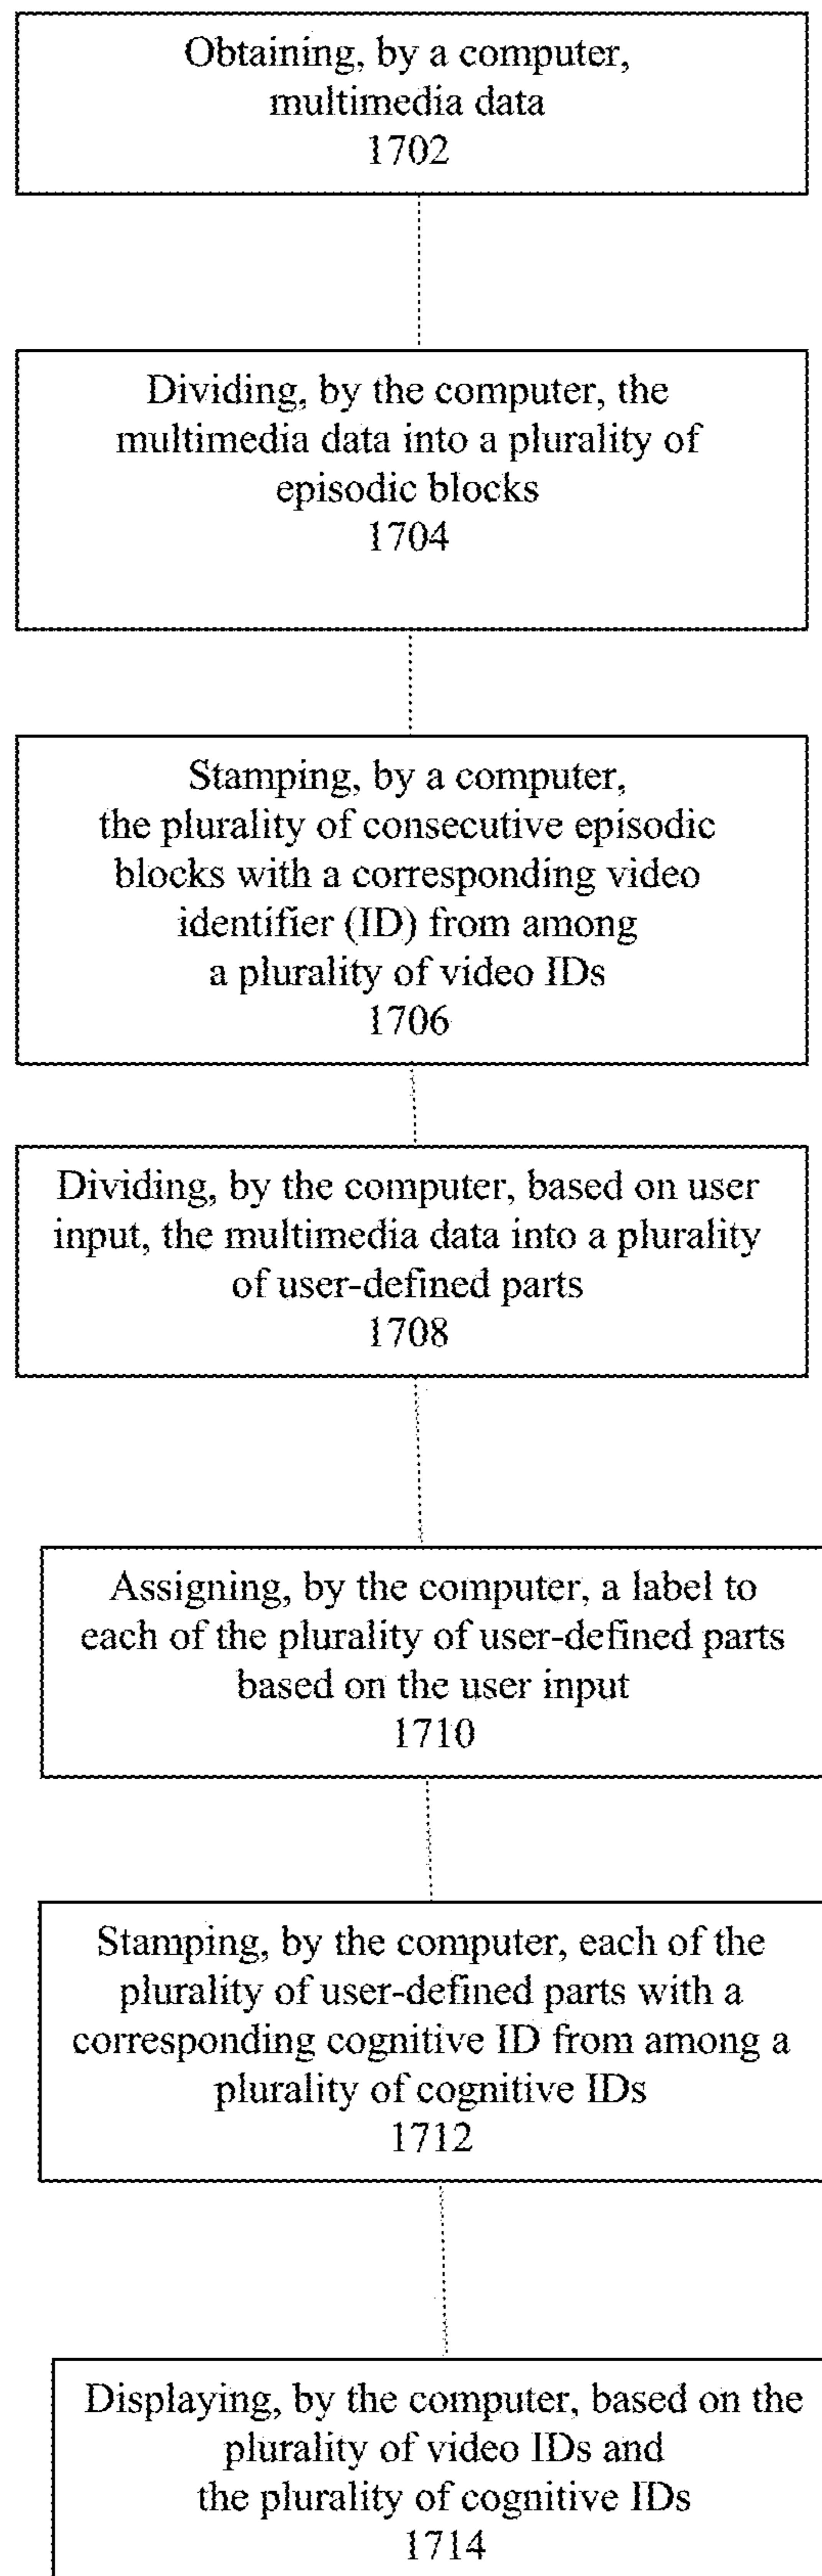 Obtaining, by a computer,
multimedia data
1702
Dividing, by the computer, the
multimedia data into a plurality of
episodic blocks
1704
Stamping, by a computer,
the plurality of consecutive episodic
blocks with a corresponding video
identifier (ID) from among
a plurality of video IDs
1706
Dividing, by the computer, based on user
input, the multimedia data into a plurality
of user-defined parts
1708
Assigning, by the computer, a label to
each of the plurality of user-defined parts
based on the user input
1710
Stamping, by the computer, each of the
plurality of user-defined parts with a
corresponding cognitive ID from among a
plurality of cognitive IDs
1712
Displaying, by the computer, based on the
plurality of video IDs and
the plurality of cognitive IDs
1714